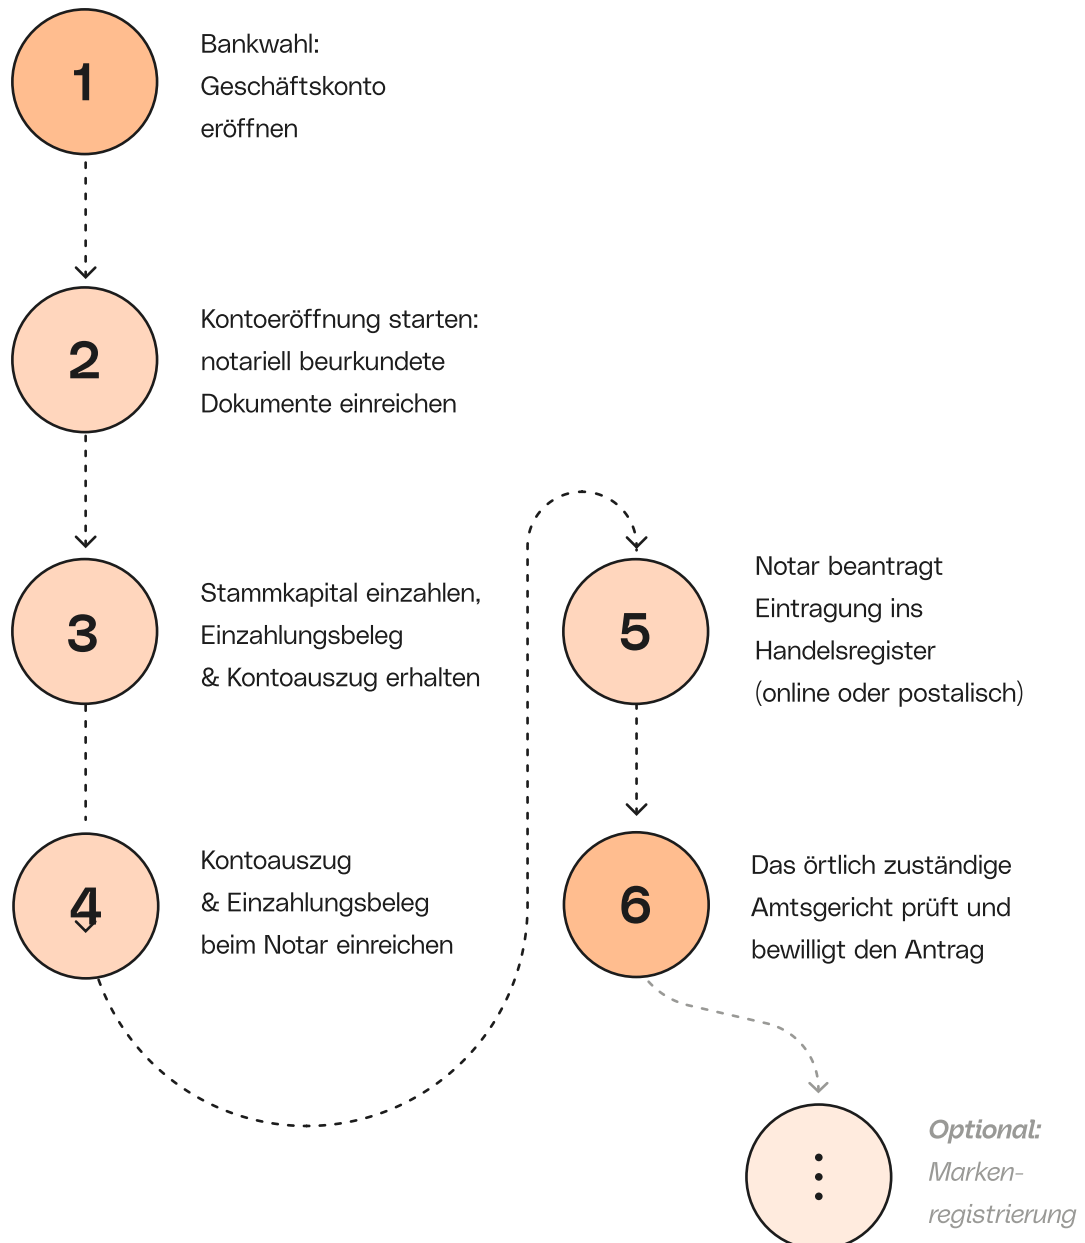 1
Bankwahl:
Geschäftskonto
eröffnen
2
Kontoeröffnung starten:
notariell beurkundete
Dokumente einreichen
3
Stammkapital einzahlen,
Einzahlungsbeleg
& Kontoauszug erhalten
4
Kontoauszug
& Einzahlungsbeleg
beim Notar einreichen
5
Notar beantragt
Eintragung ins
Handelsregister
(online oder postalisch)
6
Das örtlich zuständige
Amtsgericht prüft und
bewilligt den Antrag
Optional:
Marken-
registrierung